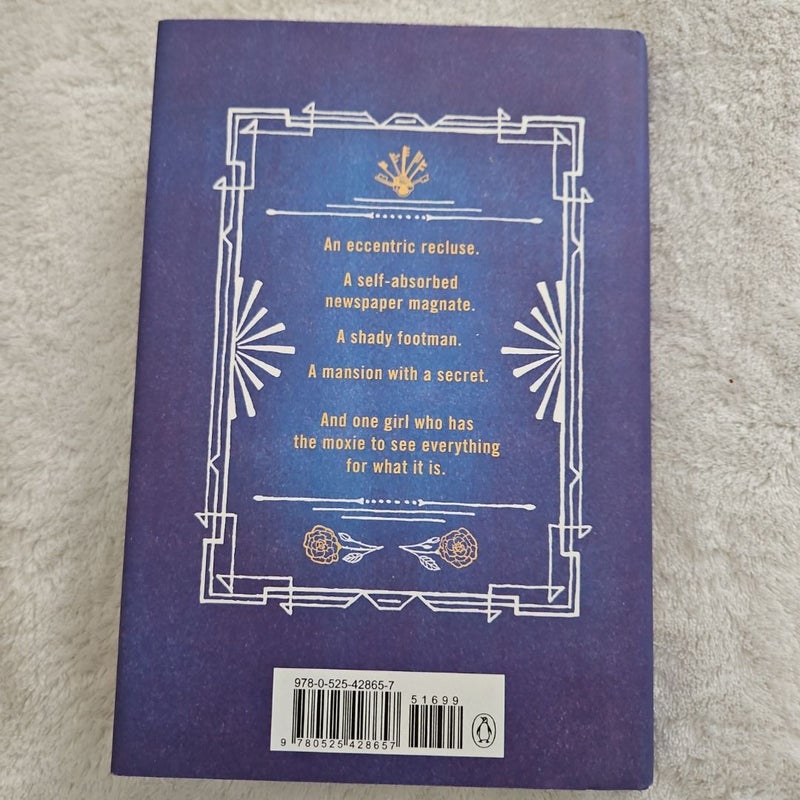 An eccentric recluse.
A self-absorbed
newspaper magnate.
A shady footman.
A mansion with a secret.
And one girl who has
the moxie to see everything
for what it is.
978-0-525-42865-7
51699
9 780525 428657